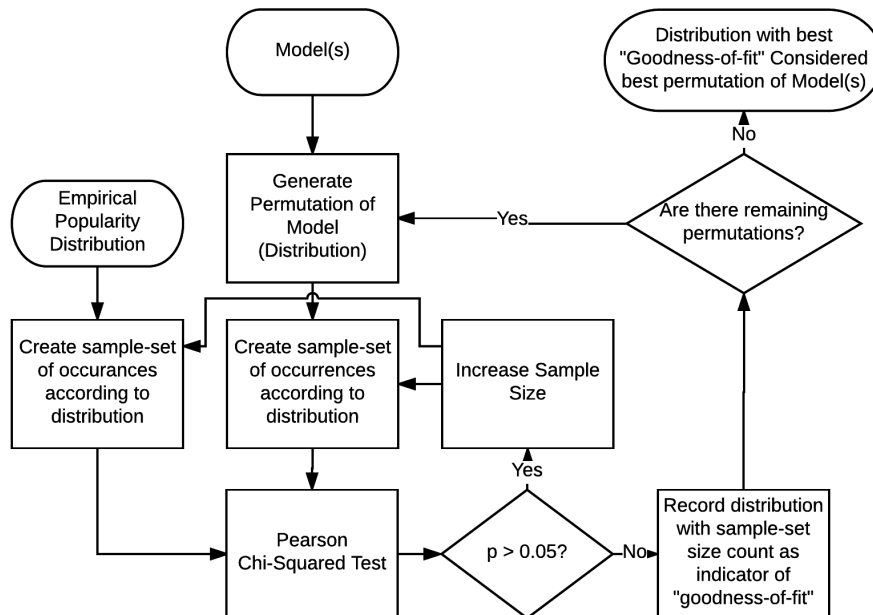 Model(s)
Distribution with best
"Goodness-of-fit" Considered
best permutation of Model(s)
No
Generate
Permutation of
Model
(Distribution)
Empirical
Popularity
Distribution
Yes
Are there remaining
permutations?
Create sample-set
of occurances
according to
distribution
Create sample-set
of occurrences
according to
distribution
Increase Sample
Size
Yes
Pearson
Chi-Squared Test
p > 0.05?
No
Record distribution
with sample-set
size count as
indicator of
"goodness-of-fit"